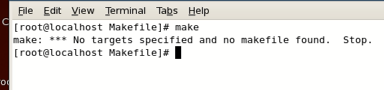 File Edit View Terminal Tabs Help
[root@localhost Makefile]# make
make: *** No targets specified and no makefile found.  Stop.
[root@localhost Makefile]#